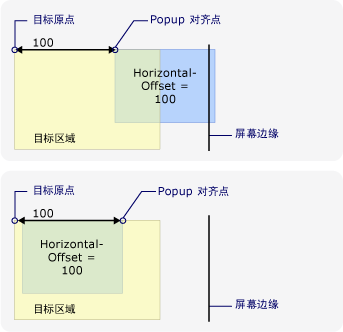 目标原点
Popup 对齐点
100
Horizontal-
Offset =
100
屏幕边缘
目标区域
目标原点
Popup 对齐点
100
Horizontal-
Offset =
100
屏幕边缘
目标区域